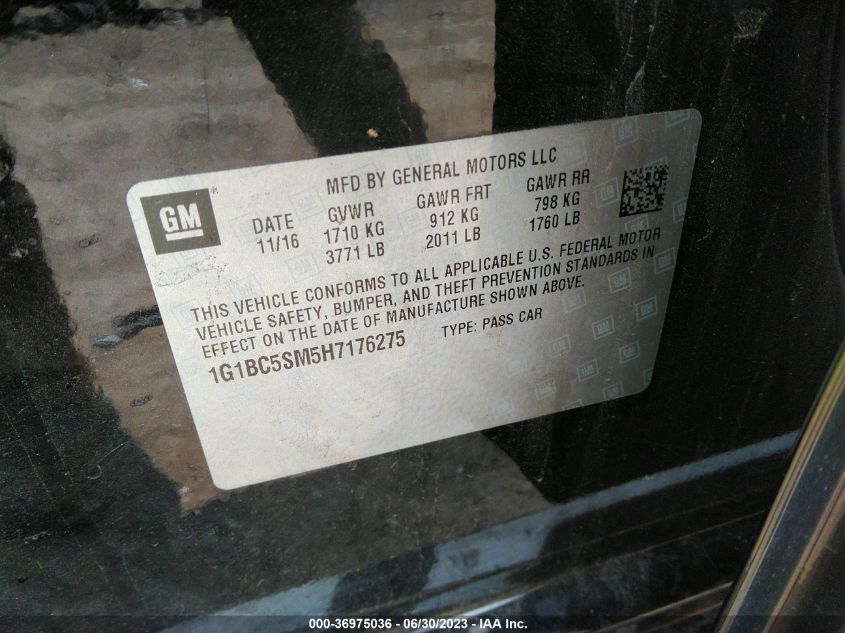 MFD BY GENERAL MOTORS LLC
GM ®
DATE GVWR GAWR FRT GAWR RR
11/16 1710 KG 912 KG 798 KG
3771 LB 2011 LB 1760 LB
THIS VEHICLE CONFORMS TO ALL APPLICABLE U.S. FEDERAL MOTOR
VEHICLE SAFETY, BUMPER, AND THEFT PREVENTION STANDARDS IN
EFFECT ON THE DATE OF MANUFACTURE SHOWN ABOVE.
1G1BC5SM5H7176275 TYPE: PASS CAR
000-36975036 - 06/30/2023 - IAA Inc.